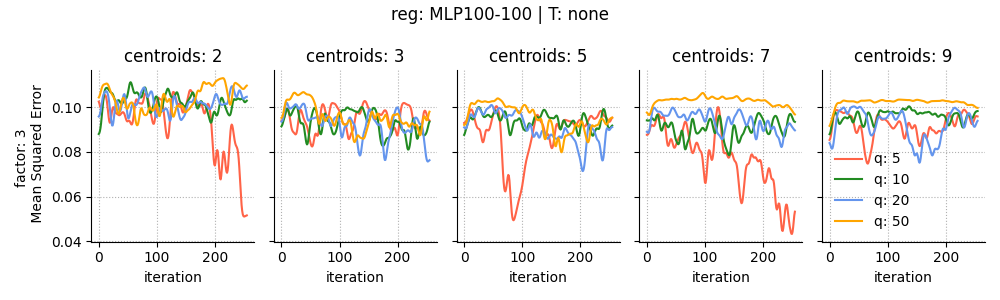 reg: MLP100-100 | T: none
centroids: 2
centroids: 3
centroids: 5
centroids: 7
centroids: 9
factor: 3
Mean Squared Error
0.10
0.08
0.06
0.04
q: 5
q: 10
q: 20
q: 50
0 100 200
0 100 200
0 100 200
0 100 200
0 100 200
iteration
iteration
iteration
iteration
iteration